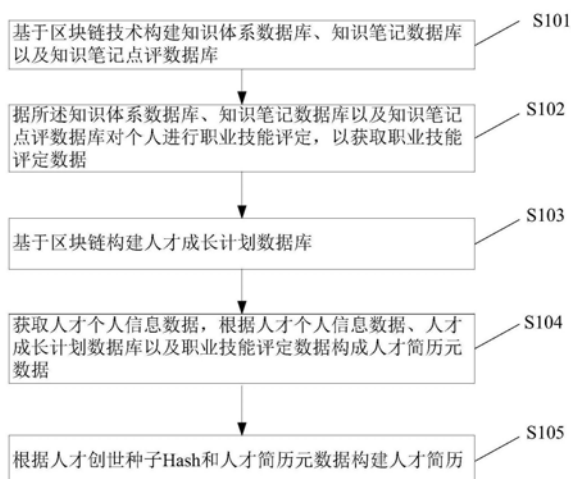 S101
基于区块链技术构建知识体系数据库、知识笔记数据库
以及知识笔记点评数据库
S102
据所述知识体系数据库、知识笔记数据库以及知识笔记
点评数据库对个人进行职业技能评定，以获取职业技能
评定数据
S103
基于区块链构建人才成长计划数据库
S104
获取人才个人信息数据，根据人才个人信息数据、人才
成长计划数据库以及职业技能评定数据构成人才简历元
数据
S105
根据人才创世种子Hash和人才简历元数据构建人才简历